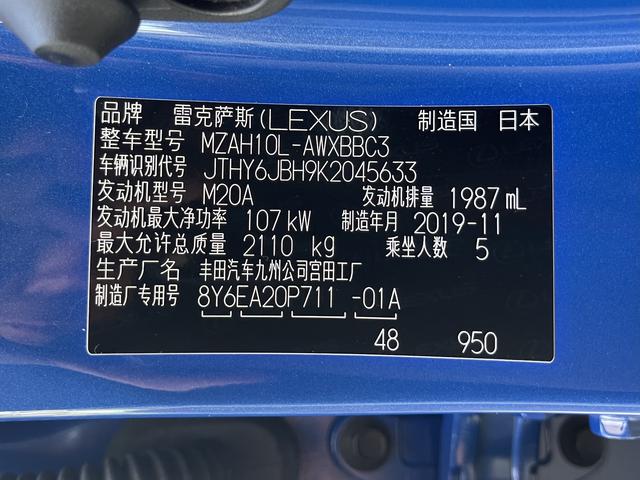 品牌 雷克萨斯(LEXUS) 制造国 日本
整车型号 MZAH10L-AWXBBC3
车辆识别代号 JTHY6JBH9K2045633
发动机型号 M20A 发动机排量 1987 mL
发动机最大净功率 107 kW 制造年月 2019-11
最大允许总质量 2110 kg 乘坐人数 5
生产厂名 丰田汽车九州公司宫田工厂
制造厂专用号 8Y6EA20P711 -01A
48 950